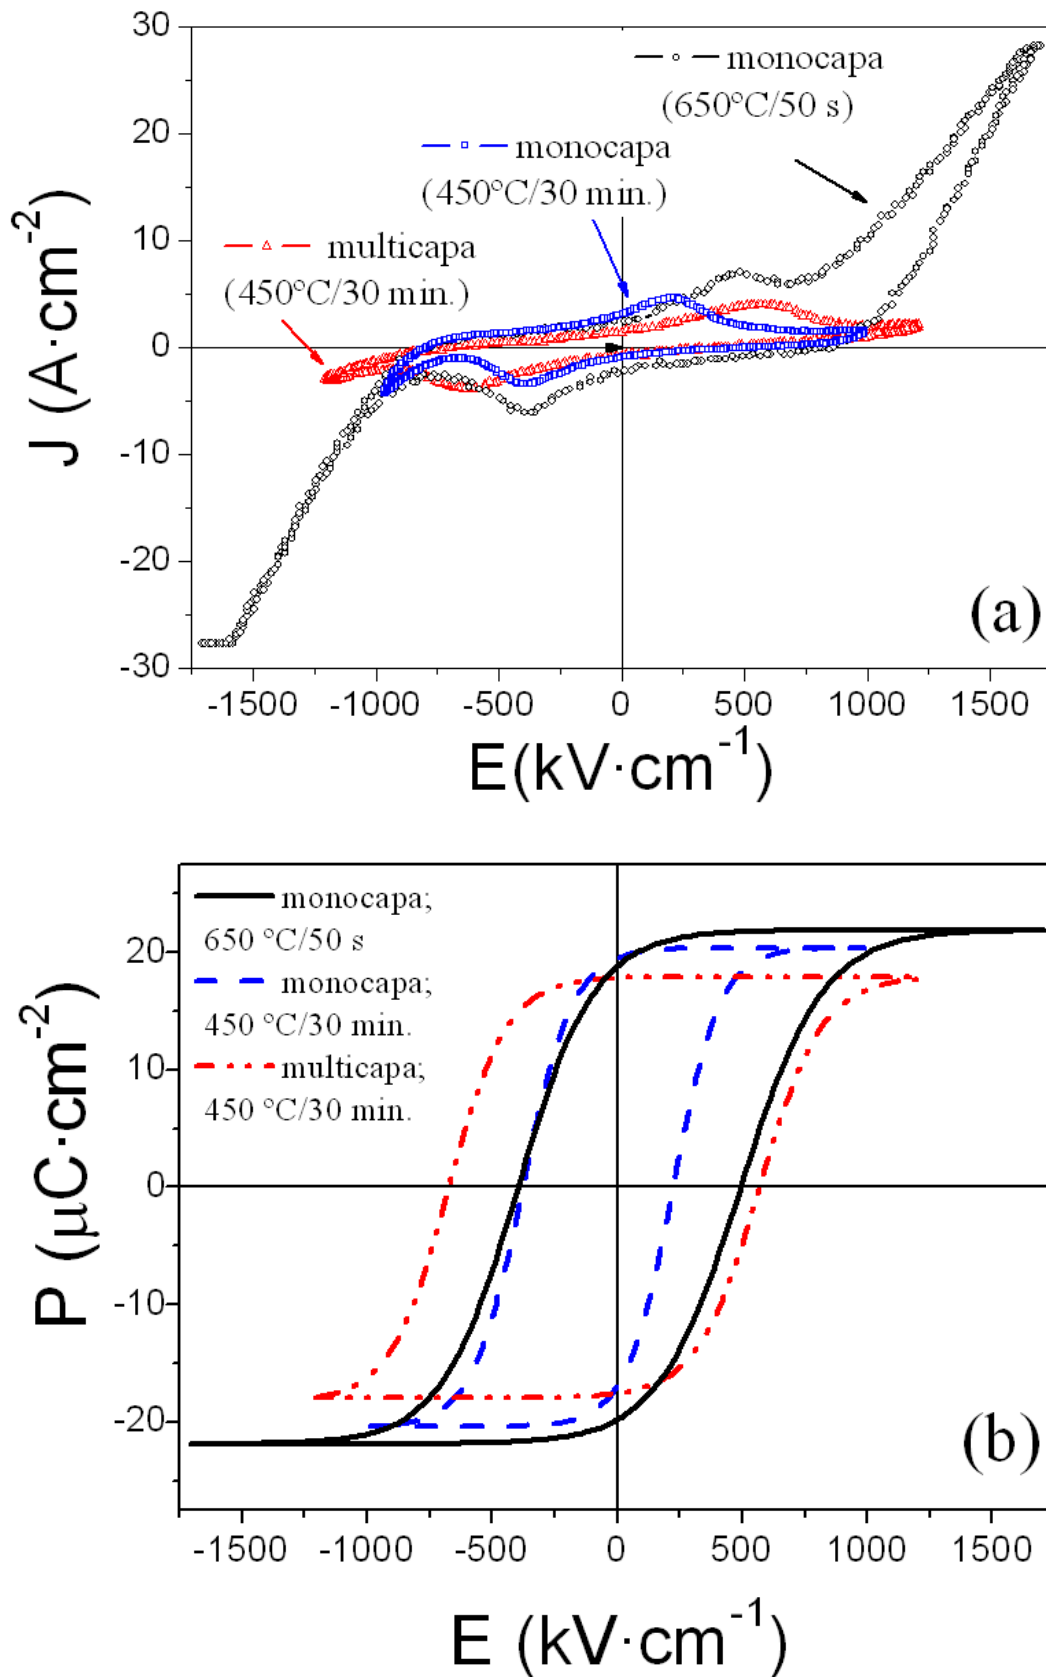 30
monocapa
(650°C/50 s)
20
monocapa
(450°C/30 min.)
10
multicapa
(450°C/30 min.)
0
-10
-20
(a)
-30
-1500 -1000 -500 0 500 1000 1500
J (A·cm⁻²)
E(kV·cm⁻¹)
monocapa;
650 °C/50 s
20
monocapa;
450 °C/30 min.
multicapa;
10
450 °C/30 min.
0
-10
-20
(b)
-1500 -1000 -500 0 500 1000 1500
P (μC·cm⁻²)
E (kV·cm⁻¹)